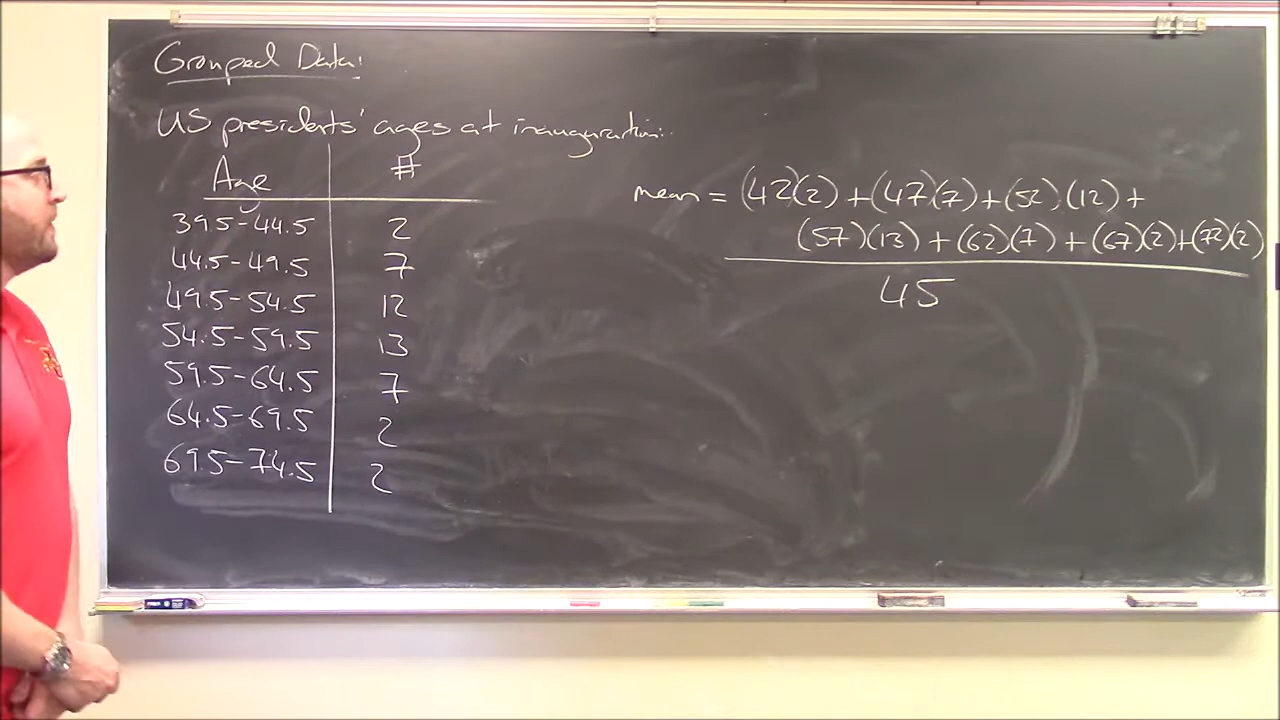 Grouped Data:
US presidents' ages at inauguration:
Age #
39.5-44.5 2
44.5-49.5 7
49.5-54.5 12
54.5-59.5 13
59.5-64.5 7
64.5-69.5 2
69.5-74.5 2
mean = (42)(2) + (47)(7) + (52)(12) +
(57)(13) + (62)(7) + (67)(2) + (72)(2)
45